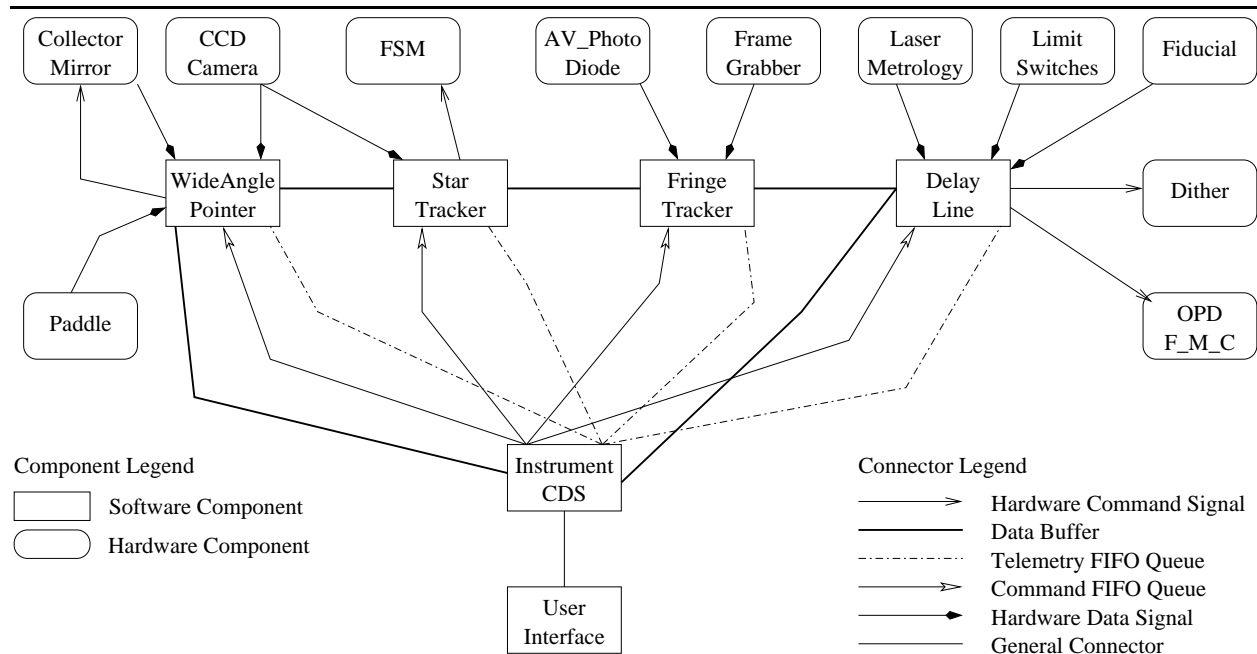 Collector
Mirror
CCD
Camera
FSM
AV_Photo
Diode
Frame
Grabber
Laser
Metrology
Limit
Switches
Fiducial
WideAngle
Pointer
Star
Tracker
Fringe
Tracker
Delay
Line
Dither
Paddle
OPD
F_M_C
Instrument
CDS
User
Interface
Component Legend
Software Component
Hardware Component
Connector Legend
Hardware Command Signal
Data Buffer
Telemetry FIFO Queue
Command FIFO Queue
Hardware Data Signal
General Connector